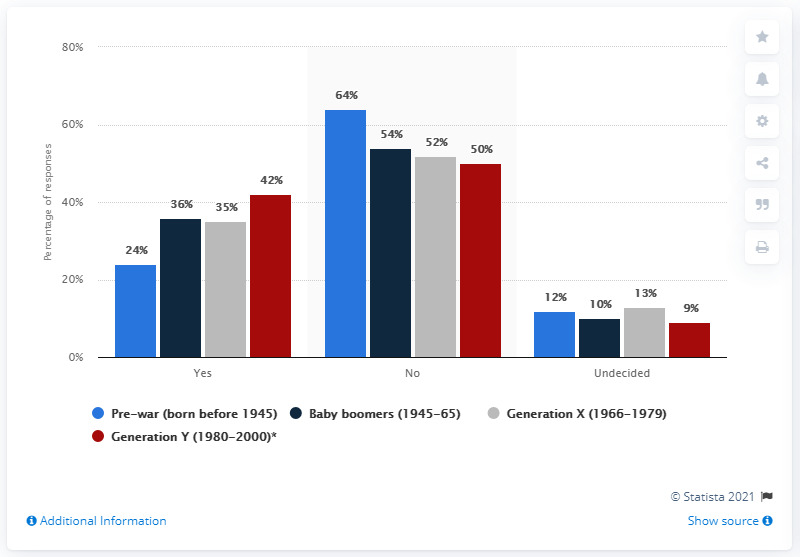 80%
60%
40%
20%
0%
Percentage of responses
24%
36%
35%
42%
64%
54%
52%
50%
12%
10%
13%
9%
Yes
No
Undecided
Pre-war (born before 1945)
Baby boomers (1945-65)
Generation X (1966-1979)
Generation Y (1980-2000)*
© Statista 2021
Additional Information
Show source